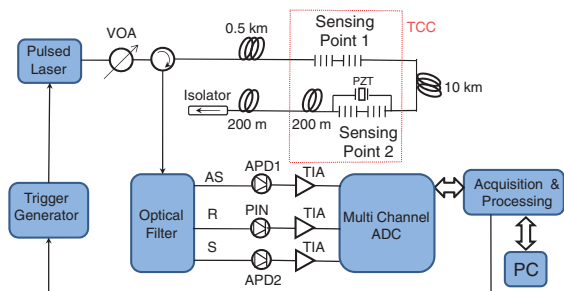 Pulsed
Laser
VOA
0.5 km
Sensing
Point 1
TCC
10 km
PZT
Isolator
200 m
200 m
Sensing
Point 2
Trigger
Generator
Optical
Filter
AS
R
S
APD1
PIN
APD2
TIA
TIA
TIA
Multi Channel
ADC
Acquisition &
Processing
PC